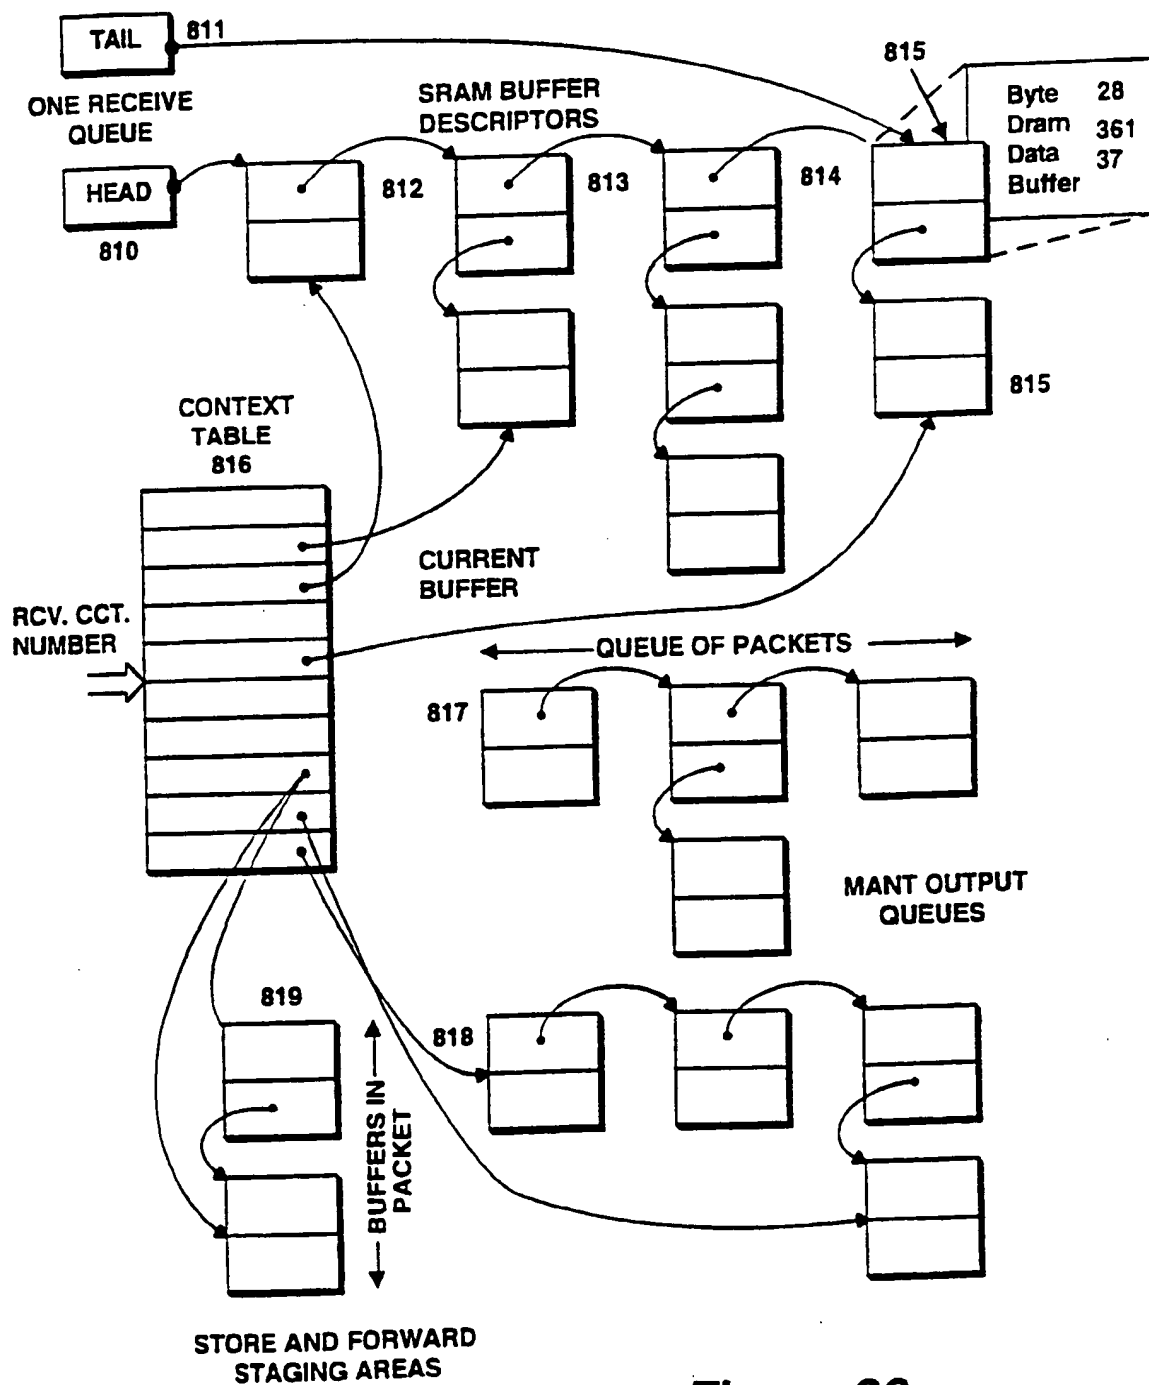 TAIL
811
ONE RECEIVE
QUEUE
HEAD
810
SRAM BUFFER
DESCRIPTORS
812
813
814
815
Byte 28
Dram 361
Data 37
Buffer
815
CONTEXT
TABLE
816
CURRENT
BUFFER
RCV. CCT.
NUMBER
QUEUE OF PACKETS
817
MANT OUTPUT
QUEUES
819
818
BUFFERS IN
PACKET
STORE AND FORWARD
STAGING AREAS